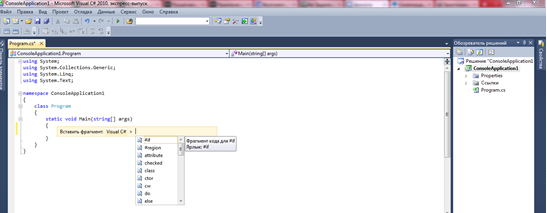 ConsoleApplication1 - Microsoft Visual C# 2010, экспресс-выпуск
Файл Правка Вид Проект Отладка Данные Сервис Окно Справка
Program.cs*
ConsoleApplication1.Program
Main(string[] args)
using System;
using System.Collections.Generic;
using System.Linq;
using System.Text;
namespace ConsoleApplication1
{
class Program
{
static void Main(string[] args)
{
Вставить фрагмент: Visual C# >
}
}
}
#if
#region
attribute
checked
class
ctor
cw
do
else
Фрагмент кода для #if
Ярлык: #if
Обозреватель решений
Решение "ConsoleApplication1"
ConsoleApplication1
Properties
Ссылки
Program.cs